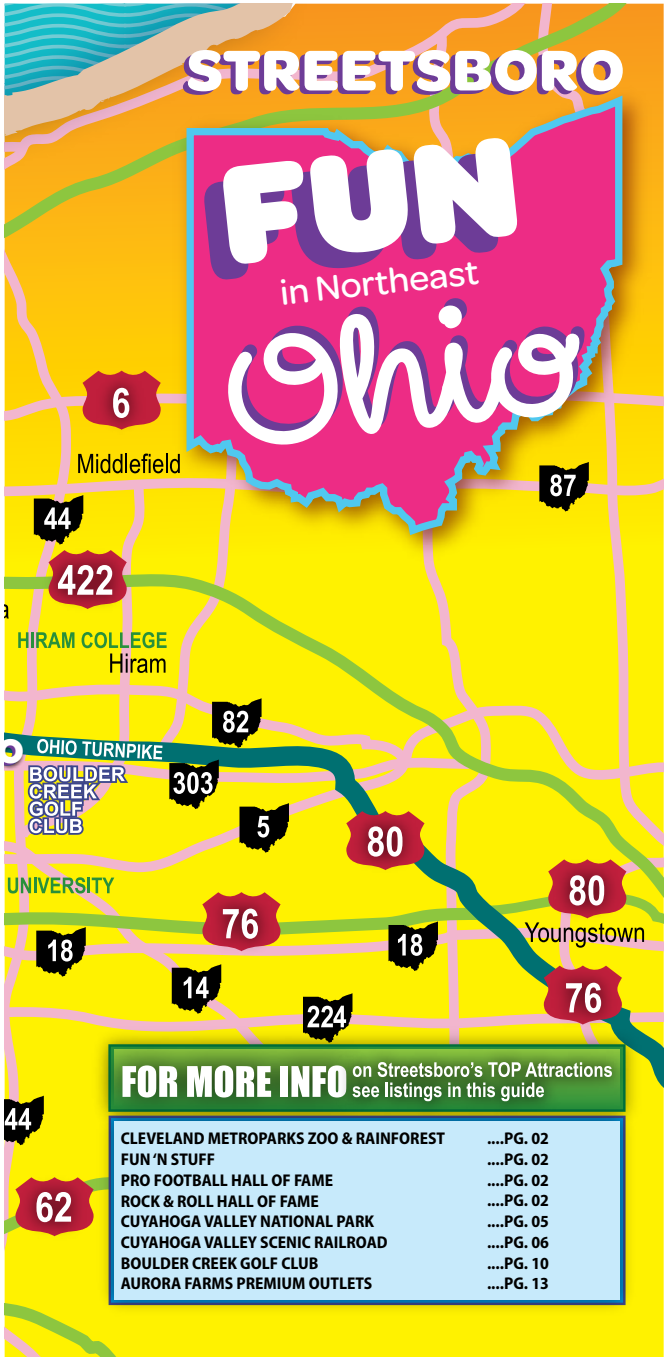 STREETSBORO
FUN
in Northeast
Ohio
6
Middlefield
87
44
422
a
HIRAM COLLEGE
Hiram
82
OHIO TURNPIKE
BOULDER
CREEK
GOLF
CLUB
303
5
80
UNIVERSITY
80
76
Youngstown
18
18
14
76
224
FOR MORE INFO on Streetsboro's TOP Attractions
see listings in this guide
44
CLEVELAND METROPARKS ZOO & RAINFOREST ....PG. 02
FUN 'N STUFF ....PG. 02
PRO FOOTBALL HALL OF FAME ....PG. 02
ROCK & ROLL HALL OF FAME ....PG. 02
CUYAHOGA VALLEY NATIONAL PARK ....PG. 05
CUYAHOGA VALLEY SCENIC RAILROAD ....PG. 06
BOULDER CREEK GOLF CLUB ....PG. 10
AURORA FARMS PREMIUM OUTLETS ....PG. 13
62